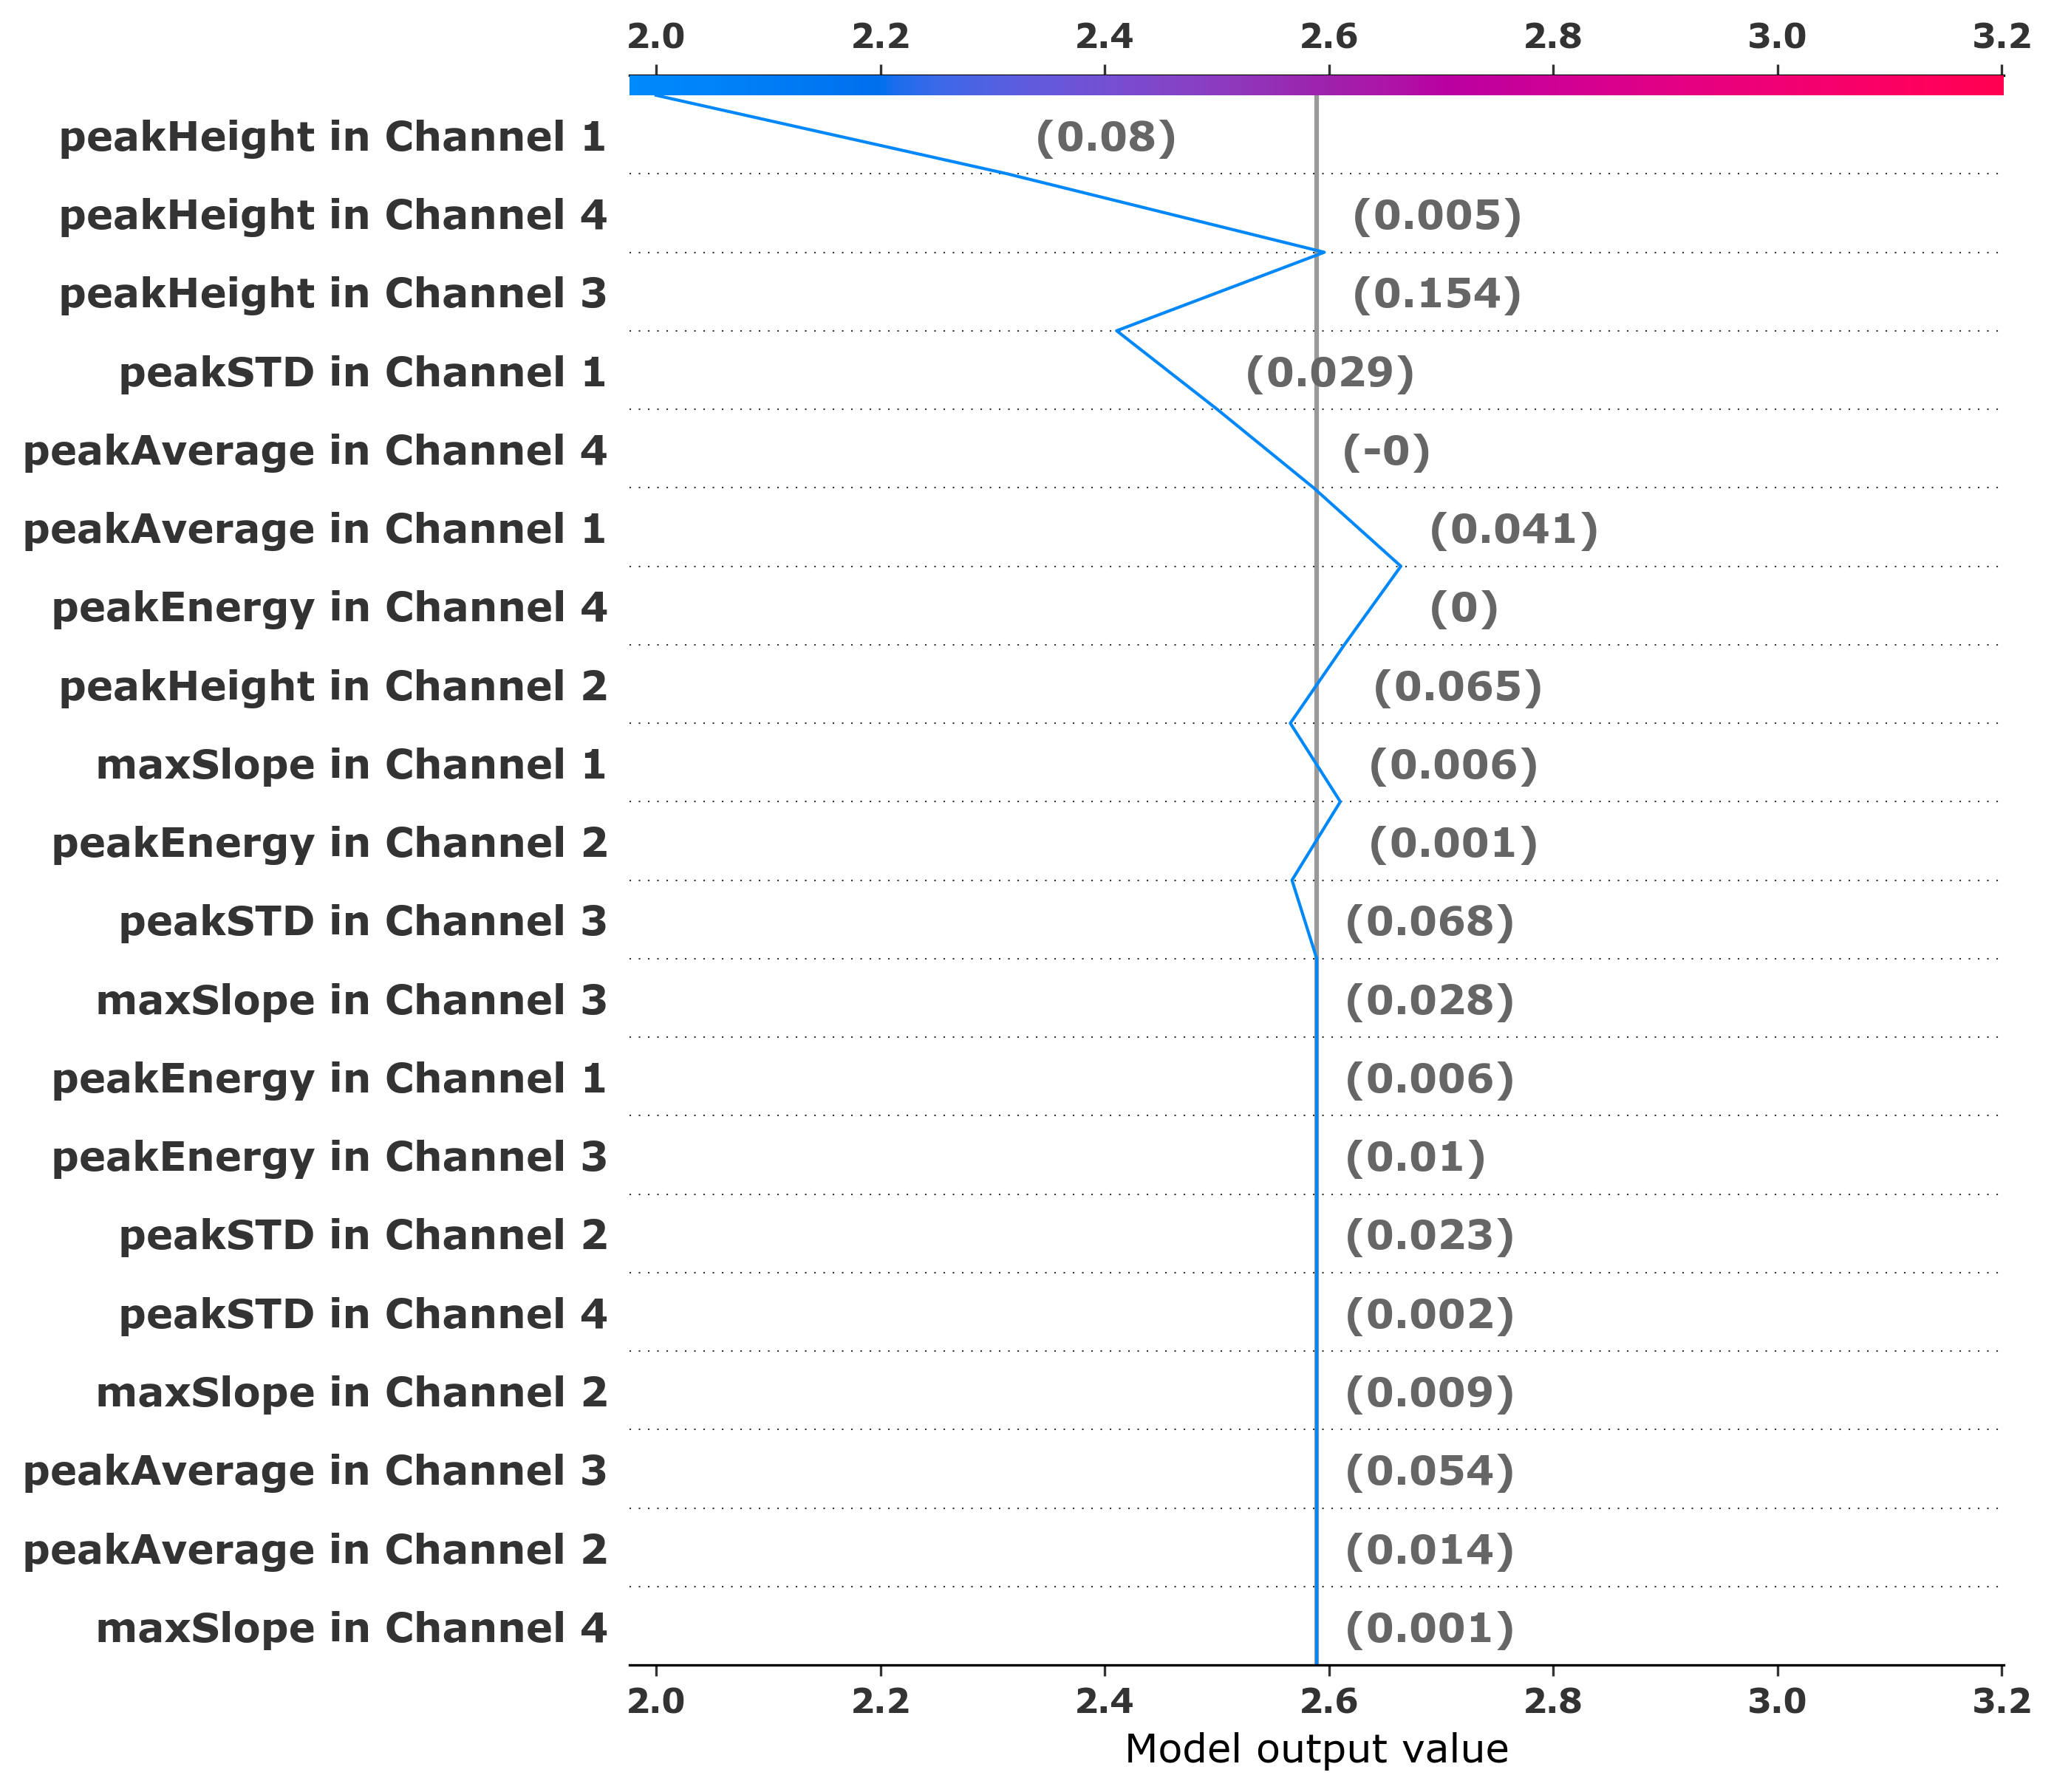 2.0 2.2 2.4 2.6 2.8 3.0 3.2
peakHeight in Channel 1 (0.08)
peakHeight in Channel 4 (0.005)
peakHeight in Channel 3 (0.154)
peakSTD in Channel 1 (0.029)
peakAverage in Channel 4 (-0)
peakAverage in Channel 1 (0.041)
peakEnergy in Channel 4 (0)
peakHeight in Channel 2 (0.065)
maxSlope in Channel 1 (0.006)
peakEnergy in Channel 2 (0.001)
peakSTD in Channel 3 (0.068)
maxSlope in Channel 3 (0.028)
peakEnergy in Channel 1 (0.006)
peakEnergy in Channel 3 (0.01)
peakSTD in Channel 2 (0.023)
peakSTD in Channel 4 (0.002)
maxSlope in Channel 2 (0.009)
peakAverage in Channel 3 (0.054)
peakAverage in Channel 2 (0.014)
maxSlope in Channel 4 (0.001)
2.0 2.2 2.4 2.6 2.8 3.0 3.2
Model output value